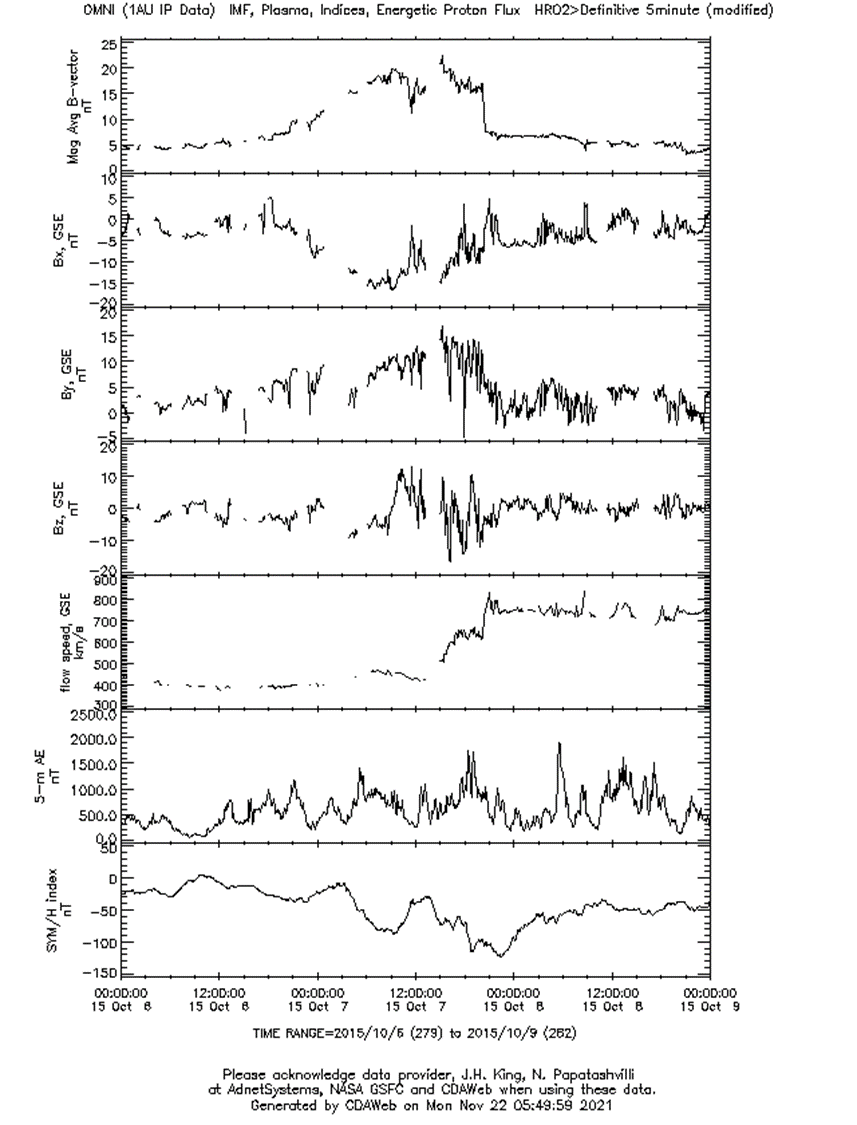 OMNI (1AU IP Data) IMF, Plasma, Indices, Energetic Proton Flux HRO2>Definitive 5minute (modified)
Mag Avg B-vector
nT
25
20
15
10
5
0
Bx, GSE
nT
10
5
0
-5
-10
-15
-20
By, GSE
nT
20
15
10
5
0
-5
Bz, GSE
nT
20
10
0
-10
-20
flow speed, GSE
km/s
900
800
700
600
500
400
300
5-m AE
nT
2500.0
2000.0
1500.0
1000.0
500.0
0.0
SYM/H index
nT
50
0
-50
-100
-150
00:00:00 12:00:00 00:00:00 12:00:00 00:00:00 12:00:00 00:00:00
15 Oct 6 15 Oct 6 15 Oct 7 15 Oct 7 15 Oct 8 15 Oct 8 15 Oct 9
TIME RANGE=2015/10/6 (279) to 2015/10/9 (282)
Please acknowledge data provider, J.H. King, N. Papatashvilli
at AdnetSystems, NASA GSFC and CDAWeb when using these data.
Generated by CDAWeb on Mon Nov 22 05:49:59 2021